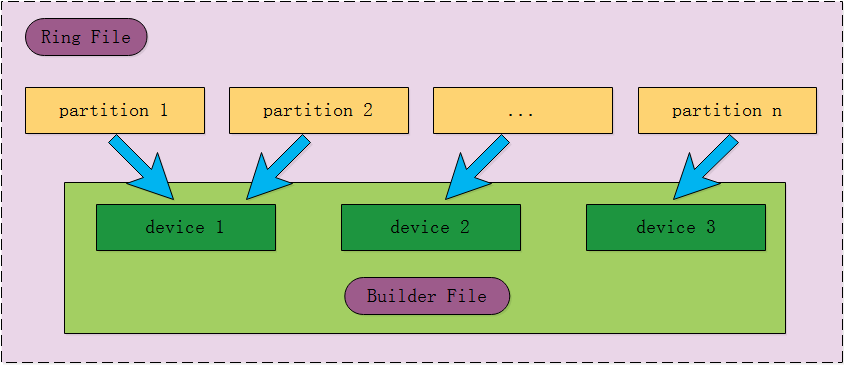 Ring File
partition 1
partition 2
...
partition n
device 1
device 2
device 3
Builder File